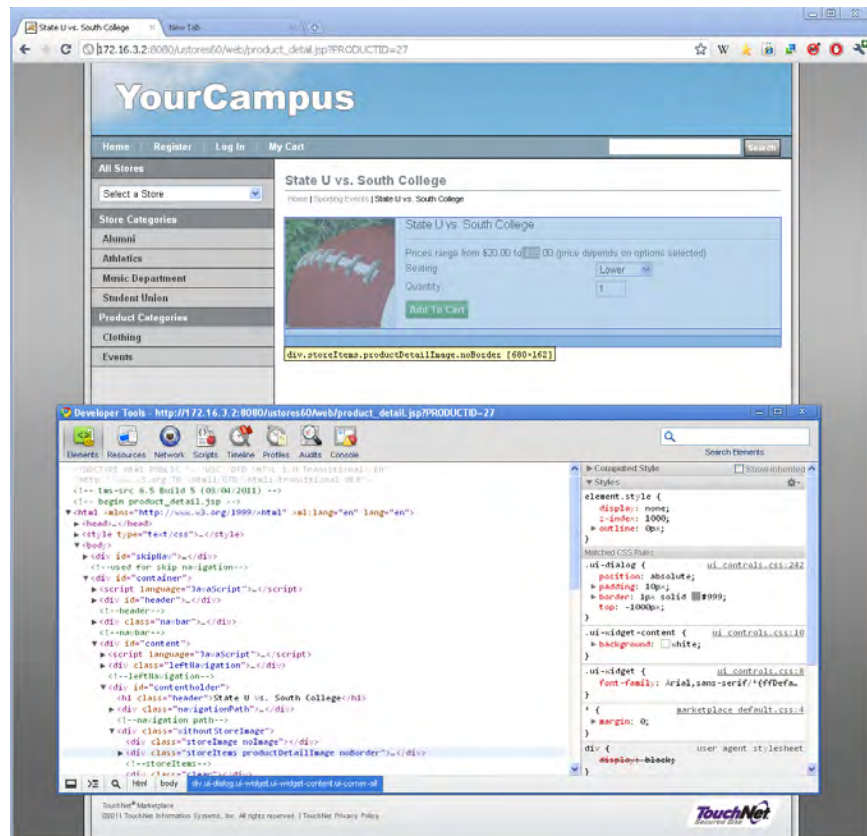 State U vs. South College
New Tab
172.16.3.2:8080/ustores60/web/product_detail.jsp?PRODUCTID=27
YourCampus
Home Register Log In My Cart Search
All Stores
Select a Store
Store Categories
Alumni
Athletics
Music Department
Student Union
Product Categories
Clothing
Events
State U vs. South College
Home | Sporting Events | State U vs. South College
State U vs. South College
Prices range from $20.00 to .00 (price depends on options selected)
Seating Lower
Quantity 1
Add To Cart
div.storeItems.productDetailImage.noBorder [680×162]
Developer Tools - http://172.16.3.2:8080/ustores60/web/product_detail.jsp?PRODUCTID=27
Elements Resources Network Scripts Timeline Profiles Audits Console
Search Elements
<!-- tms-src 6.5 Build 5 (03/04/2011) -->
<!-- begin product_detail.jsp -->
<html xmlns="http://www.w3.org/1999/xhtml" xml:lang="en" lang="en">
<head>…</head>
<style type="text/css">…</style>
<body>
<div id="skipNav">…</div>
<!--used for skip navigation-->
<div id="container">
<script language="JavaScript">…</script>
<div id="header">…</div>
<!--header-->
<div class="navbar">…</div>
<!--navbar-->
<div id="content">
<script language="JavaScript">…</script>
<div class="leftNavigation">…</div>
<!--leftNavigation-->
<div id="contentholder">
<h1 class="header">State U vs. South College</h1>
<div class="navigationPath">…</div>
<!--navigation path-->
<div class="withoutStoreImage">
<div class="storeImage noImage"></div>
<div class="storeItems productDetailImage noBorder">…</div>
<!--storeItems-->
<div class="clear"></div>
html body div.ui-dialog.ui-widget.ui-widget-content.ui-corner-all
Computed Style Show inherited
Styles
element.style {
display: none;
z-index: 1000;
outline: 0px;
}
Matched CSS Rules
.ui-dialog { ui_controls.css:242
position: absolute;
padding: 10px;
border: 1px solid #999;
top: -1000px;
}
.ui-widget-content { ui_controls.css:10
background: white;
}
.ui-widget { ui_controls.css:8
font-family: Arial,sans-serif/*{ffDefa…
}
* { marketplace_default.css:4
margin: 0;
}
div { user agent stylesheet
display: block;
}
TouchNet® Marketplace
©2011 TouchNet Information Systems, Inc. All rights reserved. | TouchNet Privacy Policy
TouchNet
Secured Site